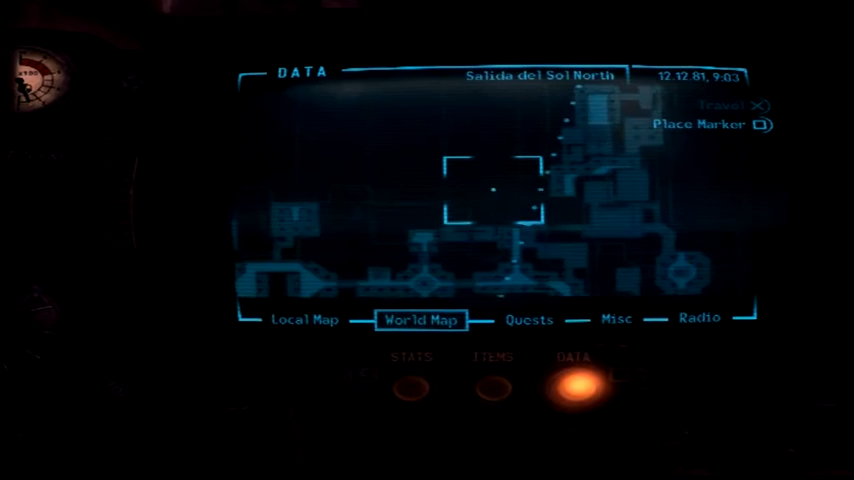 DATA
Salida del Sol North
12.12.81, 9:03
Travel
Place Marker
Local Map
World Map
Quests
Misc
Radio
STATS
ITEMS
DATA
x100